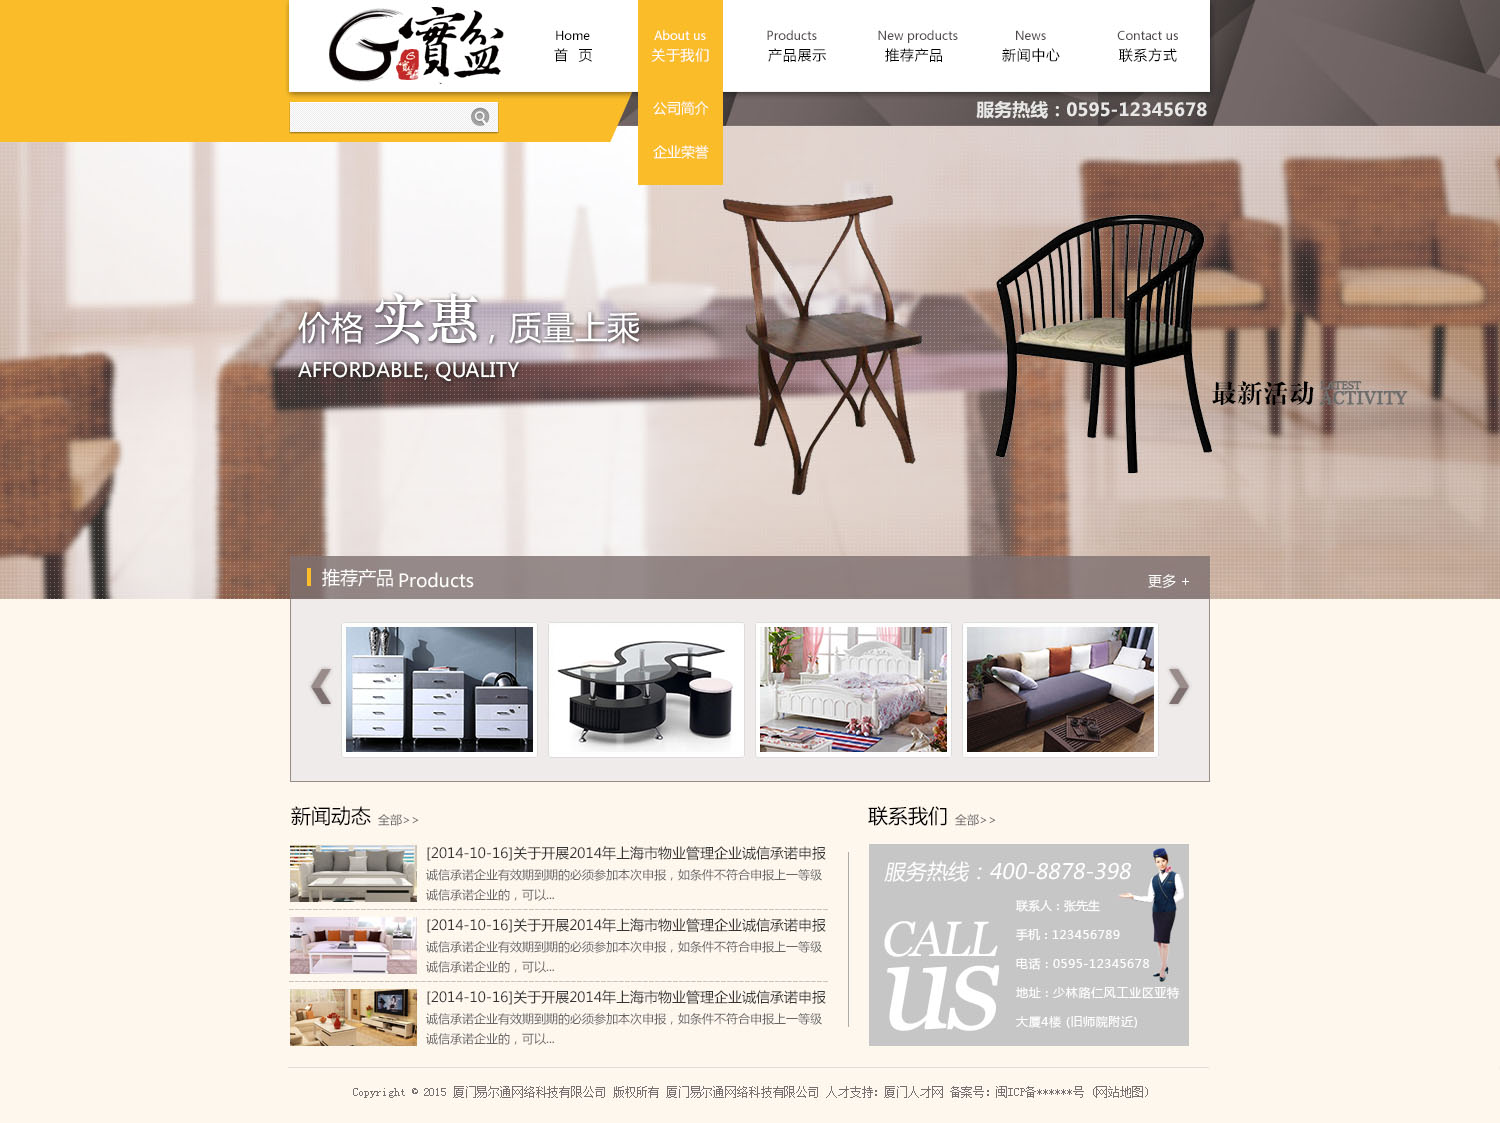 實盆
Home
首 页
About us
关于我们
Products
产品展示
New products
推荐产品
News
新闻中心
Contact us
联系方式
公司简介
企业荣誉
服务热线：0595-12345678
价格 实惠，质量上乘
AFFORDABLE, QUALITY
最新活动 LATEST ACTIVITY
推荐产品 Products
更多 +
新闻动态 全部>>
[2014-10-16]关于开展2014年上海市物业管理企业诚信承诺申报
诚信承诺企业有效期到期的必须参加本次申报，如条件不符合申报上一等级
诚信承诺企业的，可以...
[2014-10-16]关于开展2014年上海市物业管理企业诚信承诺申报
诚信承诺企业有效期到期的必须参加本次申报，如条件不符合申报上一等级
诚信承诺企业的，可以...
[2014-10-16]关于开展2014年上海市物业管理企业诚信承诺申报
诚信承诺企业有效期到期的必须参加本次申报，如条件不符合申报上一等级
诚信承诺企业的，可以...
联系我们 全部>>
服务热线：400-8878-398
CALL
us
联系人：张先生
手机：123456789
电话：0595-12345678
地址：少林路仁风工业区亚特
大厦4楼 (旧师院附近)
Copyright © 2015 厦门易尔通网络科技有限公司 版权所有 厦门易尔通网络科技有限公司 人才支持：厦门人才网 备案号：闽ICP备******号 (网站地图)